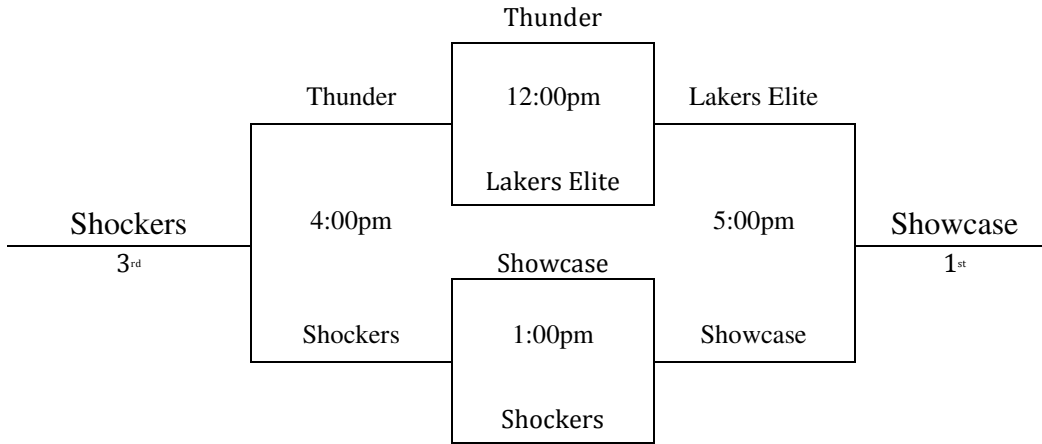 Thunder
Thunder 12:00pm Lakers Elite
Lakers Elite
Shockers 4:00pm 5:00pm Showcase
3rd Showcase 1st
Shockers 1:00pm Showcase
Shockers